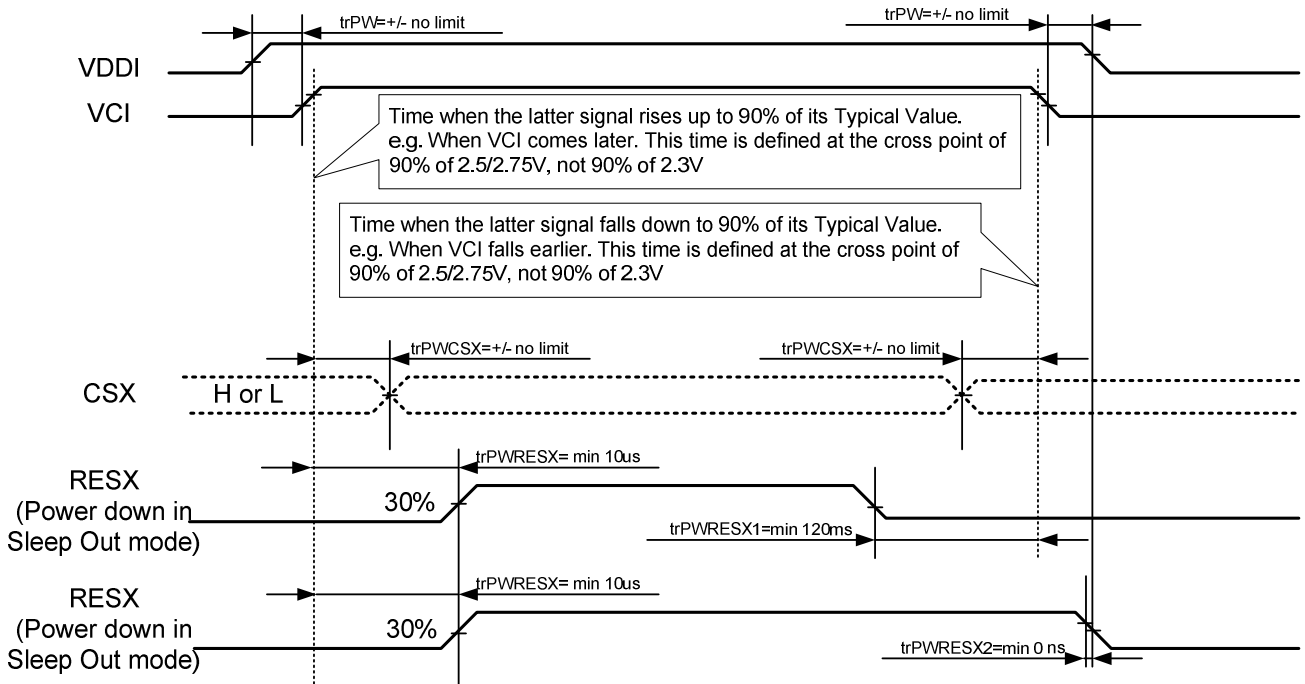 trPW=+/- no limit
trPW=+/- no limit
VDDI
VCI
Time when the latter signal rises up to 90% of its Typical Value.
e.g. When VCI comes later. This time is defined at the cross point of
90% of 2.5/2.75V, not 90% of 2.3V
Time when the latter signal falls down to 90% of its Typical Value.
e.g. When VCI falls earlier. This time is defined at the cross point of
90% of 2.5/2.75V, not 90% of 2.3V
trPWCSX=+/- no limit
trPWCSX=+/- no limit
CSX
H or L
trPWRESX= min 10us
RESX
(Power down in
Sleep Out mode)
30%
trPWRESX1=min 120ms
trPWRESX= min 10us
RESX
(Power down in
Sleep Out mode)
30%
trPWRESX2=min 0 ns